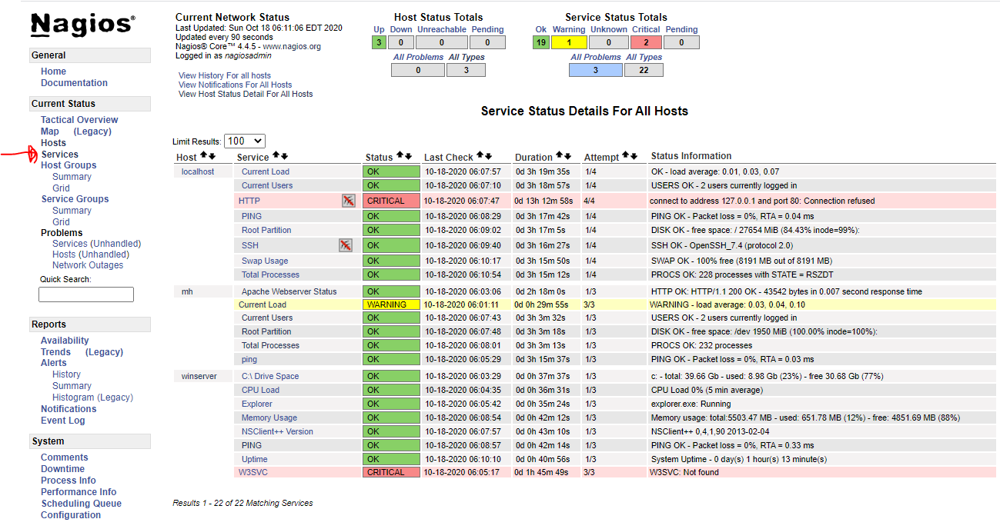 Nagios®
General
Home
Documentation
Current Status
Tactical Overview
Map (Legacy)
Hosts
Services
Host Groups
Summary
Grid
Service Groups
Summary
Grid
Problems
Services (Unhandled)
Hosts (Unhandled)
Network Outages
Quick Search:
Reports
Availability
Trends (Legacy)
Alerts
History
Summary
Histogram (Legacy)
Notifications
Event Log
System
Comments
Downtime
Process Info
Performance Info
Scheduling Queue
Configuration
Current Network Status
Last Updated: Sun Oct 18 06:11:06 EDT 2020
Updated every 90 seconds
Nagios® Core™ 4.4.5 - www.nagios.org
Logged in as nagiosadmin
View History For all hosts
View Notifications For All Hosts
View Host Status Detail For All Hosts
Host Status Totals
Up Down Unreachable Pending
3 0 0 0
All Problems All Types
0 3
Service Status Totals
Ok Warning Unknown Critical Pending
19 1 0 2 0
All Problems All Types
3 22
Service Status Details For All Hosts
Limit Results: 100
Host Service Status Last Check Duration Attempt Status Information
localhost Current Load OK 10-18-2020 06:07:57 0d 3h 19m 35s 1/4 OK - load average: 0.01, 0.03, 0.07
Current Users OK 10-18-2020 06:07:10 0d 3h 18m 57s 1/4 USERS OK - 2 users currently logged in
HTTP CRITICAL 10-18-2020 06:07:47 0d 13h 12m 58s 4/4 connect to address 127.0.0.1 and port 80: Connection refused
PING OK 10-18-2020 06:08:29 0d 3h 17m 42s 1/4 PING OK - Packet loss = 0%, RTA = 0.04 ms
Root Partition OK 10-18-2020 06:09:02 0d 3h 17m 5s 1/4 DISK OK - free space: / 27654 MiB (84.43% inode=99%):
SSH OK 10-18-2020 06:09:40 0d 3h 16m 27s 1/4 SSH OK - OpenSSH_7.4 (protocol 2.0)
Swap Usage OK 10-18-2020 06:10:17 0d 3h 15m 50s 1/4 SWAP OK - 100% free (8191 MB out of 8191 MB)
Total Processes OK 10-18-2020 06:10:54 0d 3h 15m 12s 1/4 PROCS OK: 228 processes with STATE = RSZDT
mh Apache Webserver Status OK 10-18-2020 06:03:06 0d 2h 18m 0s 1/3 HTTP OK: HTTP/1.1 200 OK - 43542 bytes in 0.007 second response time
Current Load WARNING 10-18-2020 06:01:11 0d 0h 29m 55s 3/3 WARNING - load average: 0.03, 0.04, 0.10
Current Users OK 10-18-2020 06:07:43 0d 3h 3m 32s 1/3 USERS OK - 2 users currently logged in
Root Partition OK 10-18-2020 06:07:48 0d 3h 3m 18s 1/3 DISK OK - free space: /dev 1950 MiB (100.00% inode=100%):
Total Processes OK 10-18-2020 06:08:01 0d 3h 3m 13s 1/3 PROCS OK: 232 processes
ping OK 10-18-2020 06:05:29 0d 3h 15m 37s 1/3 PING OK - Packet loss = 0%, RTA = 0.03 ms
winserver C:\ Drive Space OK 10-18-2020 06:03:29 0d 0h 37m 37s 1/3 c: - total: 39.66 Gb - used: 8.98 Gb (23%) - free 30.68 Gb (77%)
CPU Load OK 10-18-2020 06:04:35 0d 0h 36m 31s 1/3 CPU Load 0% (5 min average)
Explorer OK 10-18-2020 06:05:42 0d 0h 35m 24s 1/3 explorer.exe: Running
Memory Usage OK 10-18-2020 06:08:54 0d 0h 42m 12s 1/3 Memory usage: total:5503.47 MB - used: 651.78 MB (12%) - free: 4851.69 MB (88%)
NSClient++ Version OK 10-18-2020 06:07:57 0d 0h 43m 10s 1/3 NSClient++ 0,4,1,90 2013-02-04
PING OK 10-18-2020 06:08:57 0d 0h 42m 14s 1/3 PING OK - Packet loss = 0%, RTA = 0.33 ms
Uptime OK 10-18-2020 06:10:10 0d 0h 40m 56s 1/3 System Uptime - 0 day(s) 1 hour(s) 13 minute(s)
W3SVC CRITICAL 10-18-2020 06:05:17 0d 1h 45m 49s 3/3 W3SVC: Not found
Results 1 - 22 of 22 Matching Services